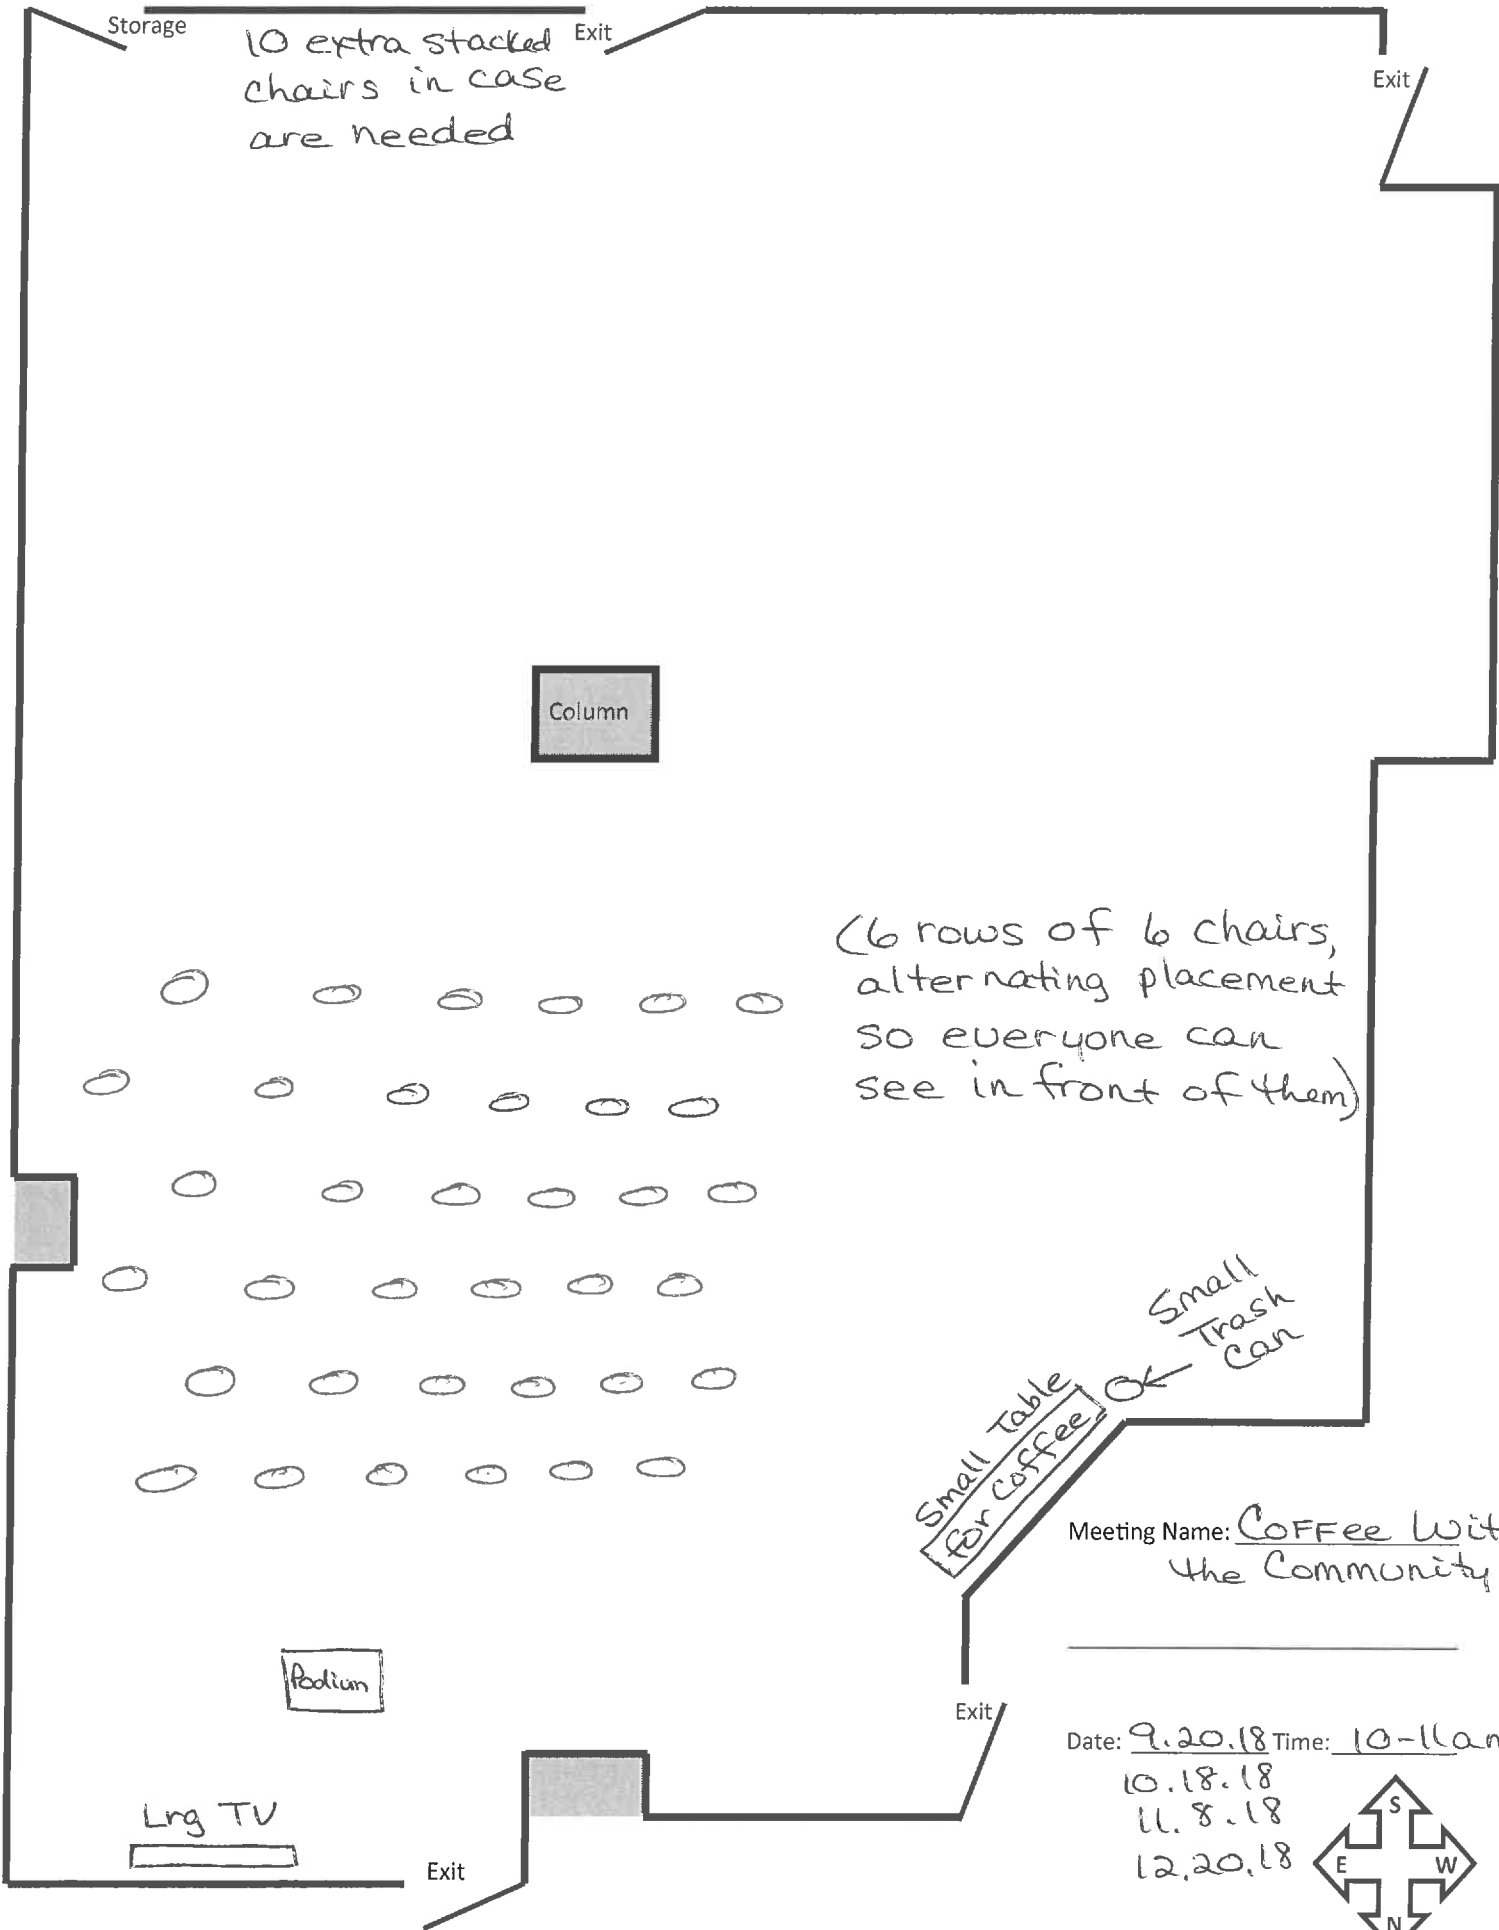 Storage
Exit
10 extra stacked
chairs in case
are needed
Exit
Column
(6 rows of 6 chairs,
alternating placement
so everyone can
see in front of them)
Small
Trash
Can
Small Table
for Coffee
Meeting Name: COFFee Wit
the Community
Podium
Exit
Date: 9.20.18 Time: 10-11am
10.18.18
11.8.18
12.20.18
Lrg TV
Exit
S
E W
N